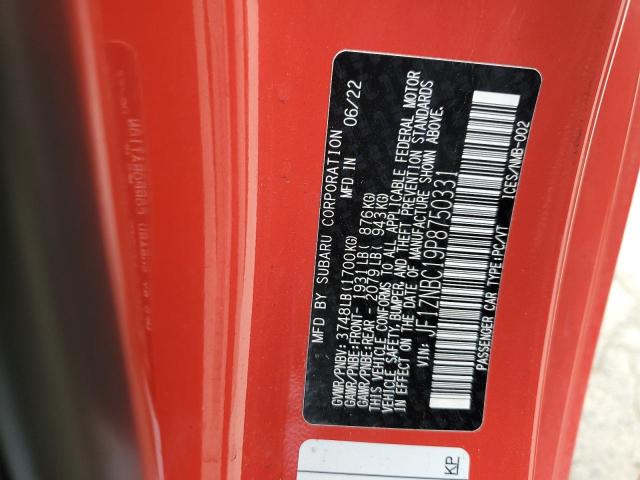 MFD BY SUBARU CORPORATION 06/22
MFD.IN
GVWR/PNBV: 3748LB(1700KG)
GAWR/PNBE:FRONT- 1931LB( 876KG)
GAWR/PNBE:REAR - 2079LB( 943KG)
THIS VEHICLE CONFORMS TO ALL APPLICABLE FEDERAL MOTOR
VEHICLE SAFETY, BUMPER, AND THEFT PREVENTION STANDARDS
IN EFFECT ON THE DATE OF MANUFACTURE SHOWN ABOVE.
VIN: JF1ZNBC19P8750331
PASSENGER CAR TYPE:PC/VT ICES/NMB-002
KP